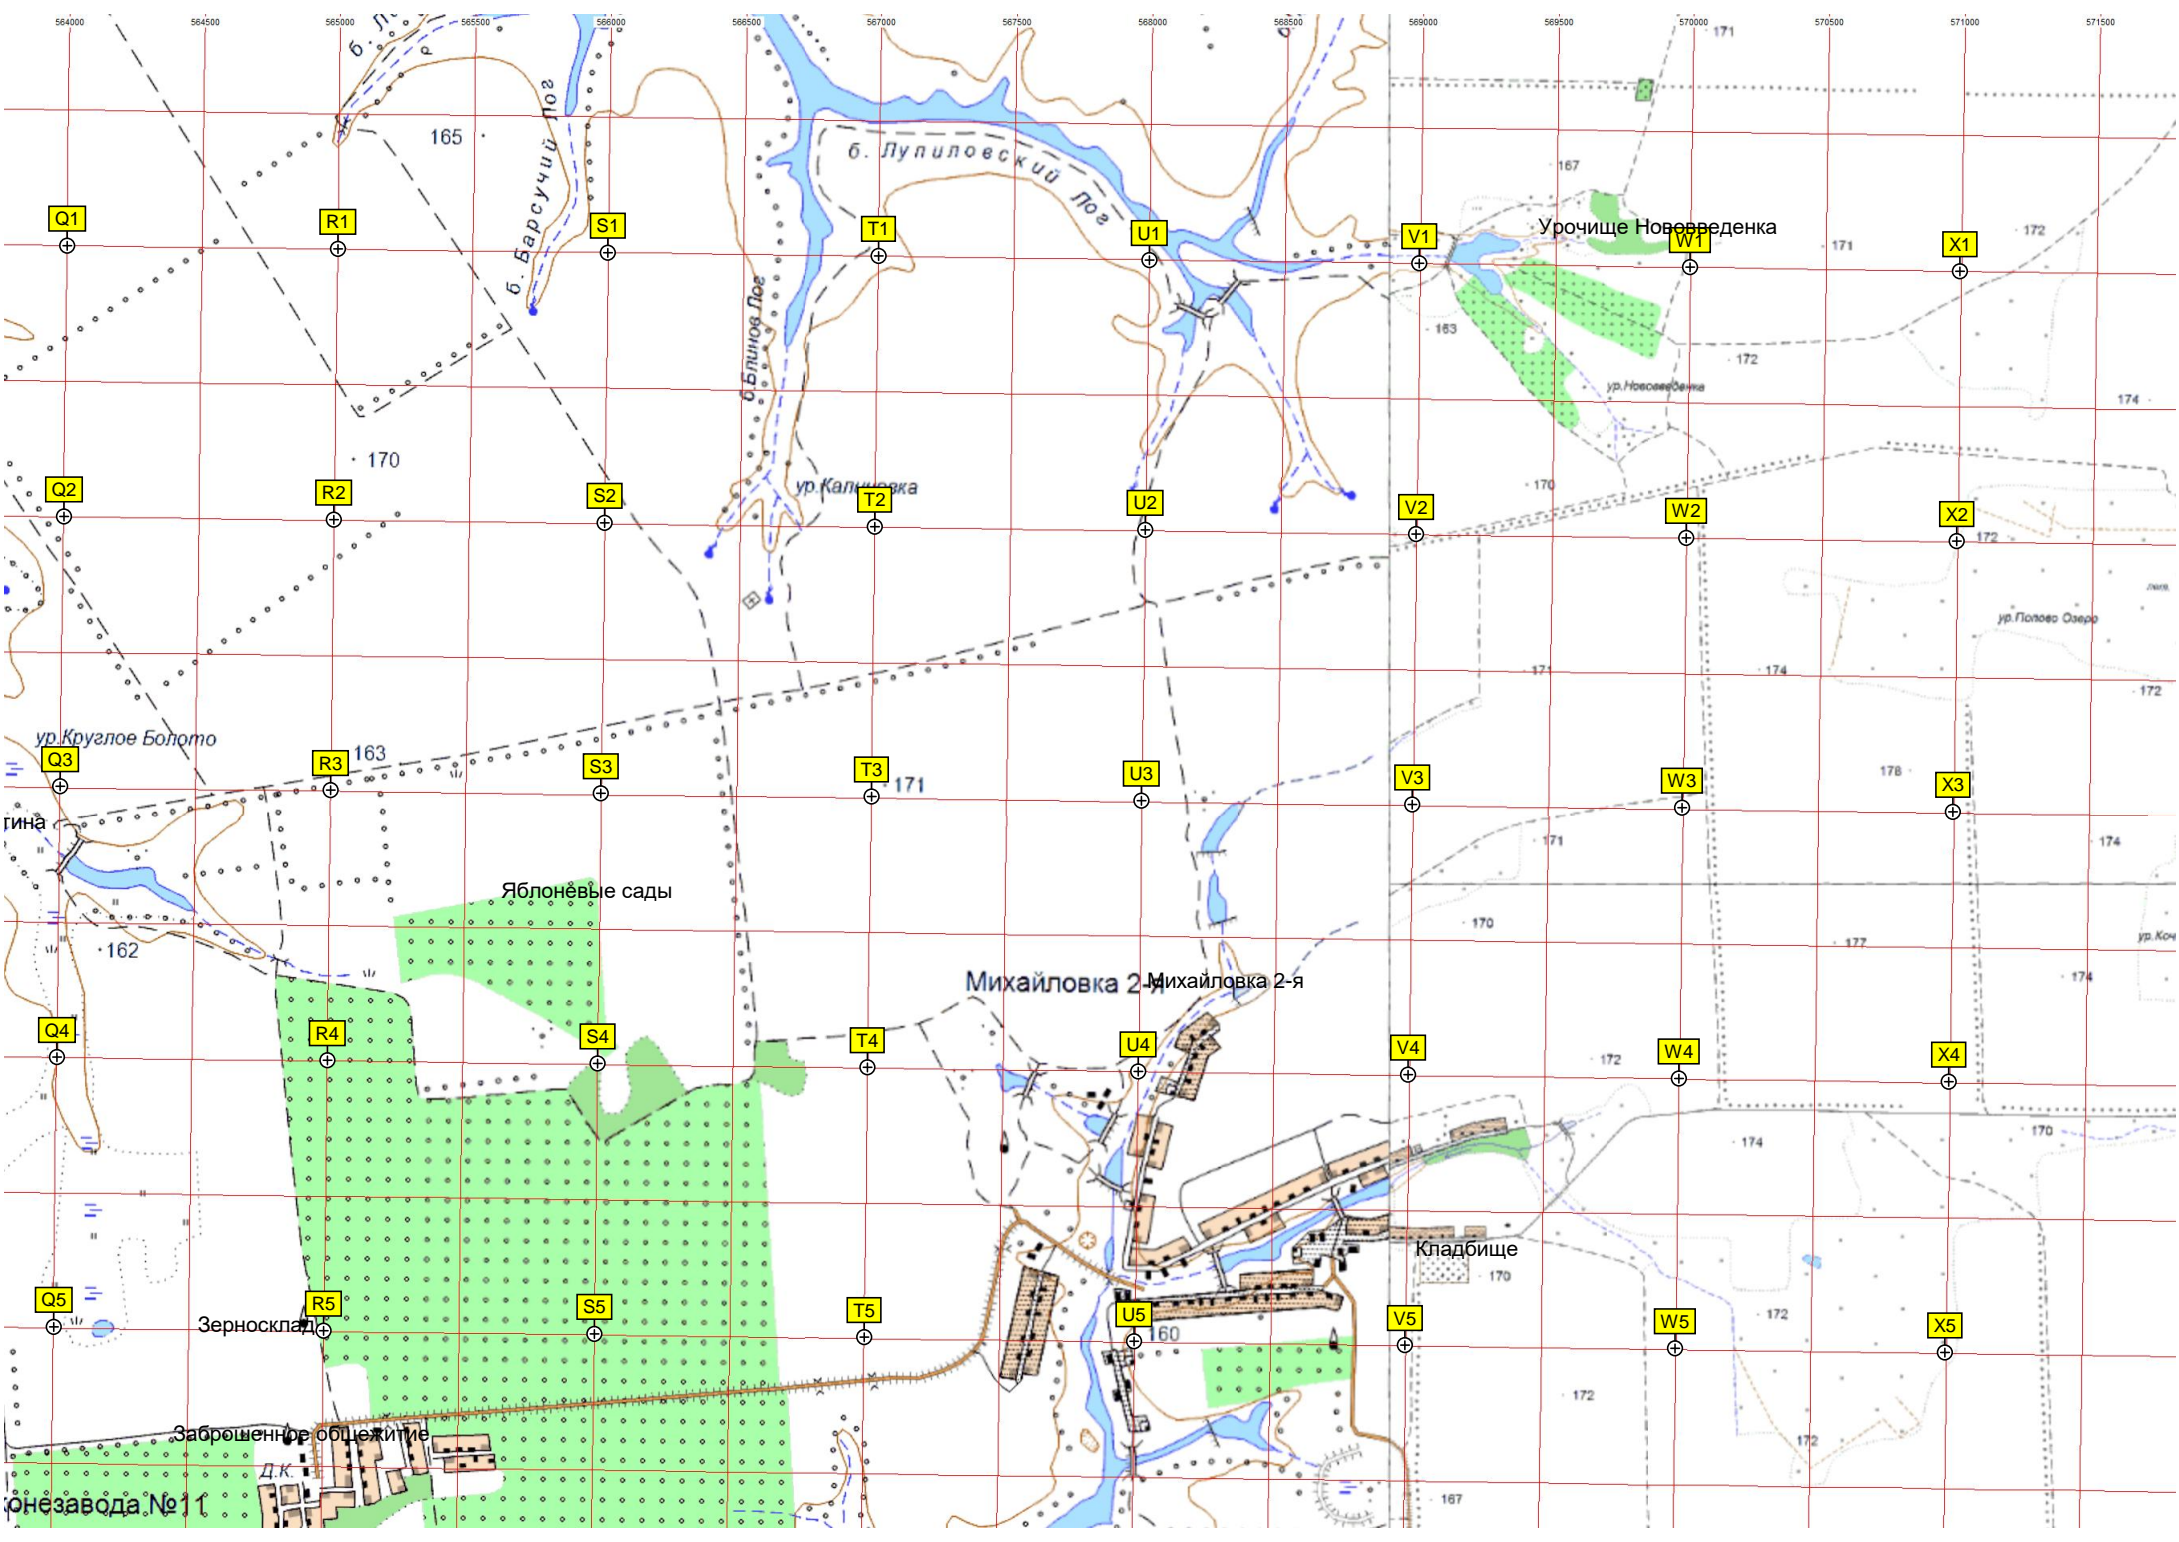 564000 564500 565000 565500 566000 566500 567000 567500 568000 568500 569000 569500 570000 570500 571000 571500
171
165
б. Барсучий Лог
б. Лупиловский Лог
167
Q1 R1 S1 T1 U1 V1 W1 X1
Урочище Нововведенка
171
172
б.Блинов Лог
163
172
ур.Нововведенка
174
170
ур.Калиновка
170
Q2 R2 S2 T2 U2 V2 W2 X2
172
ур.Попово Озеро
171
174
172
ур.Круглое Болото
163
Q3 R3 S3 T3 U3 V3 W3 X3
171
178
тина
171
174
Яблоневые сады
170
177
162
174
Михайловка 2-я
Михайловка 2-я
Q4 R4 S4 T4 U4 V4 W4 X4
172
174
170
Кладбище
170
Q5 R5 S5 T5 U5 V5 W5 X5
Зерносклад
160
172
172
Заброшенное общежитие
172
Д.К.
онезавода №11
167